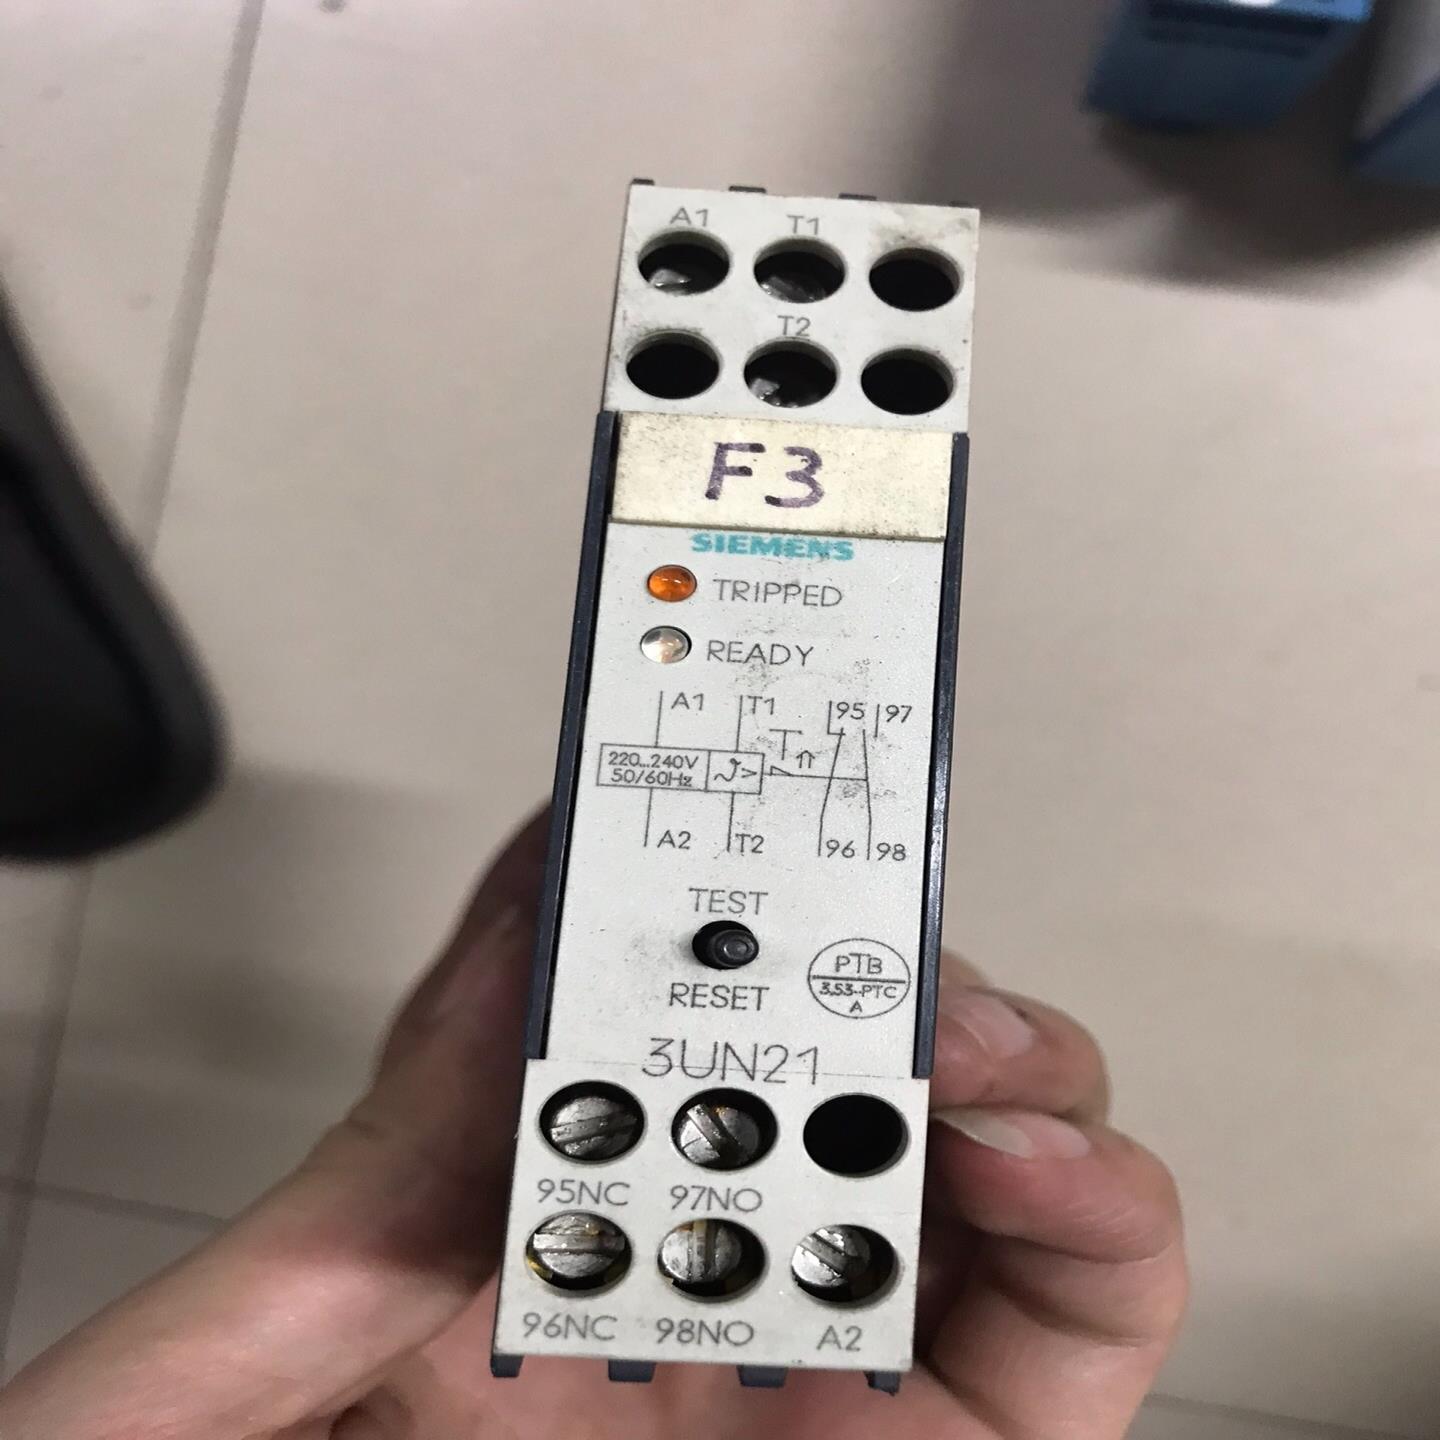 A1 T1
T2
F3
SIEMENS
TRIPPED
READY
A1 T1 95 97
220...240V
50/60Hz
ϑ>
A2 T2 96 98
TEST
RESET
PTB
3.53-PTC
A
3UN21
95NC 97NO
96NC 98NO A2